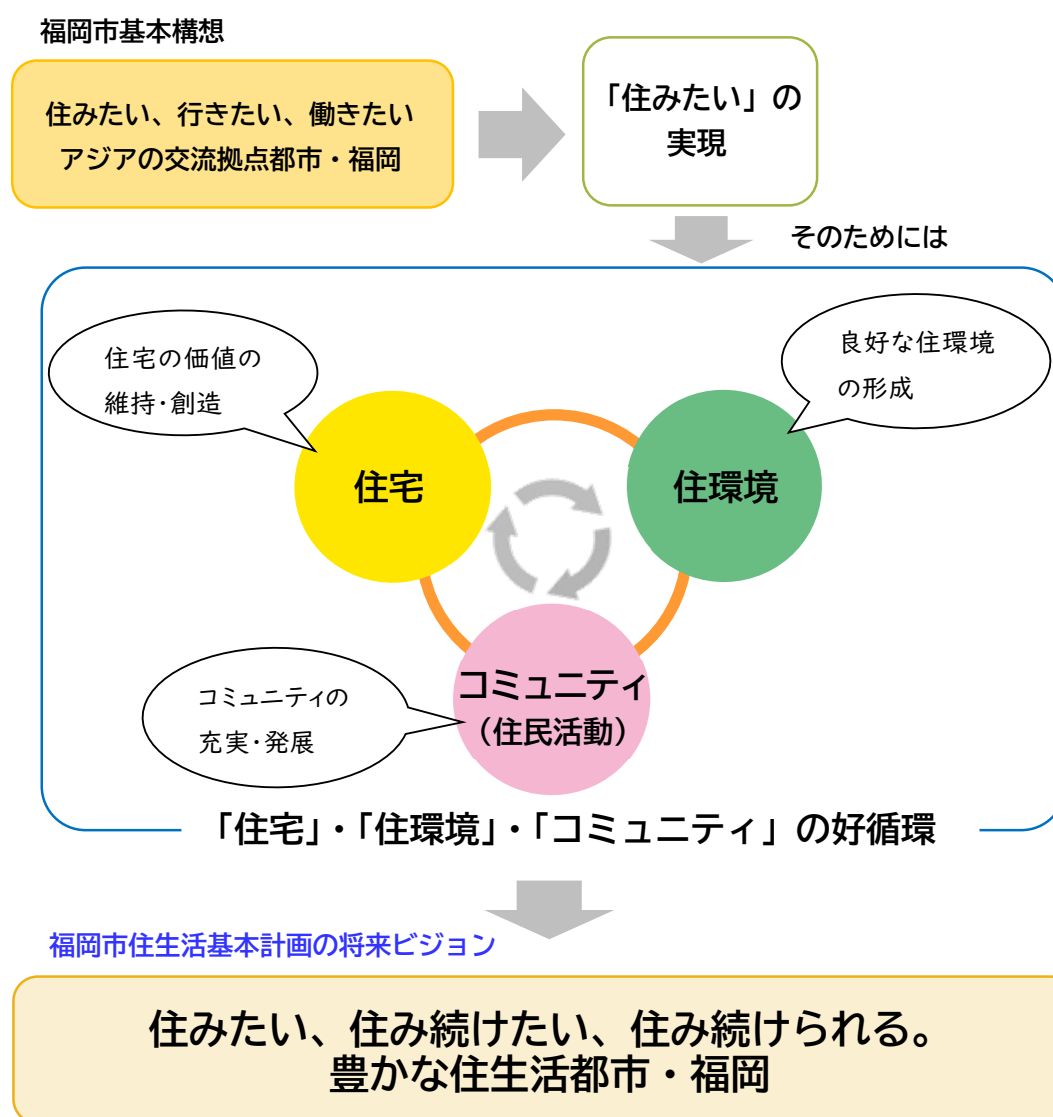 福岡市基本構想
住みたい、行きたい、働きたい
アジアの交流拠点都市・福岡
「住みたい」の
実現
そのためには
住宅の価値の
維持・創造
良好な住環境
の形成
住宅
住環境
コミュニティ
（住民活動）
コミュニティの
充実・発展
「住宅」・「住環境」・「コミュニティ」の好循環
福岡市住生活基本計画の将来ビジョン
住みたい、住み続けたい、住み続けられる。
豊かな住生活都市・福岡